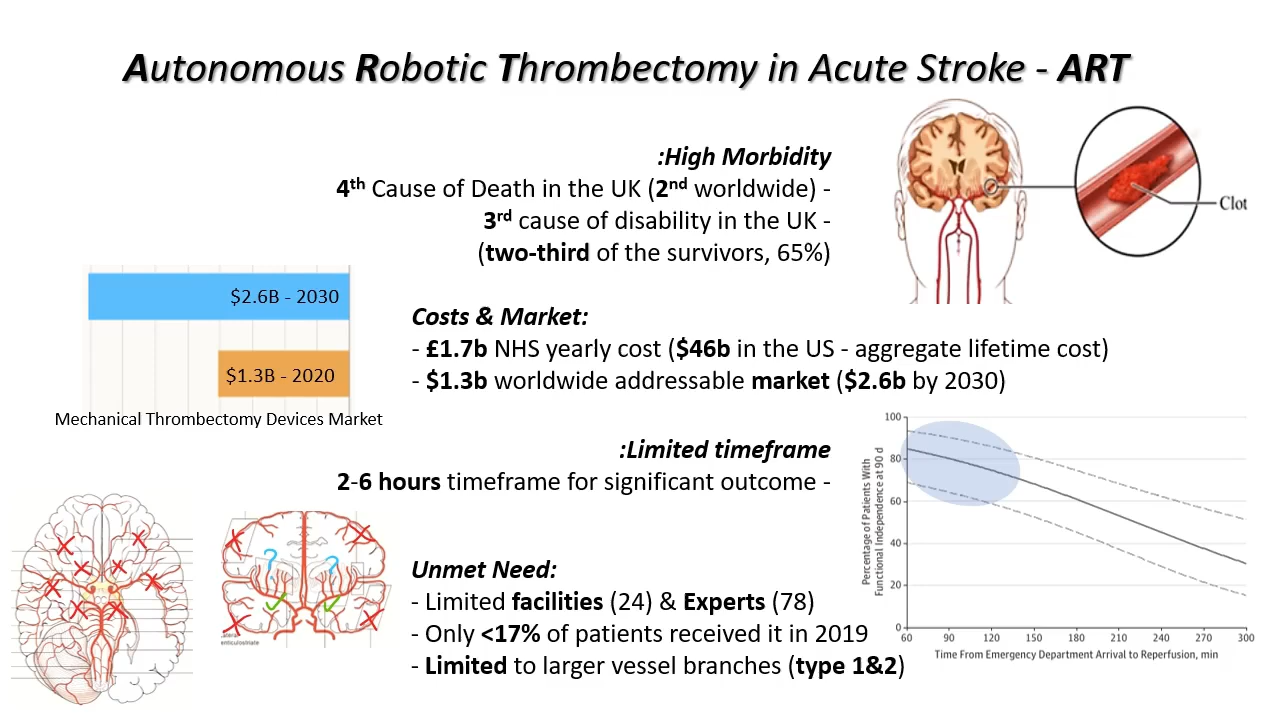 Autonomous Robotic Thrombectomy in Acute Stroke - ART
:High Morbidity
4th Cause of Death in the UK (2nd worldwide) -
3rd cause of disability in the UK -
(two-third of the survivors, 65%)
Clot
$2.6B - 2030
$1.3B - 2020
Mechanical Thrombectomy Devices Market
Costs & Market:
- £1.7b NHS yearly cost ($46b in the US - aggregate lifetime cost)
- $1.3b worldwide addressable market ($2.6b by 2030)
:Limited timeframe
2-6 hours timeframe for significant outcome -
Percentage of Patients With
Functional Independence at 90 d
100
80
60
40
20
0
60 90 120 150 180 210 240 270 300
Time From Emergency Department Arrival to Reperfusion, min
? ?
Unmet Need:
- Limited facilities (24) & Experts (78)
- Only <17% of patients received it in 2019
- Limited to larger vessel branches (type 1&2)